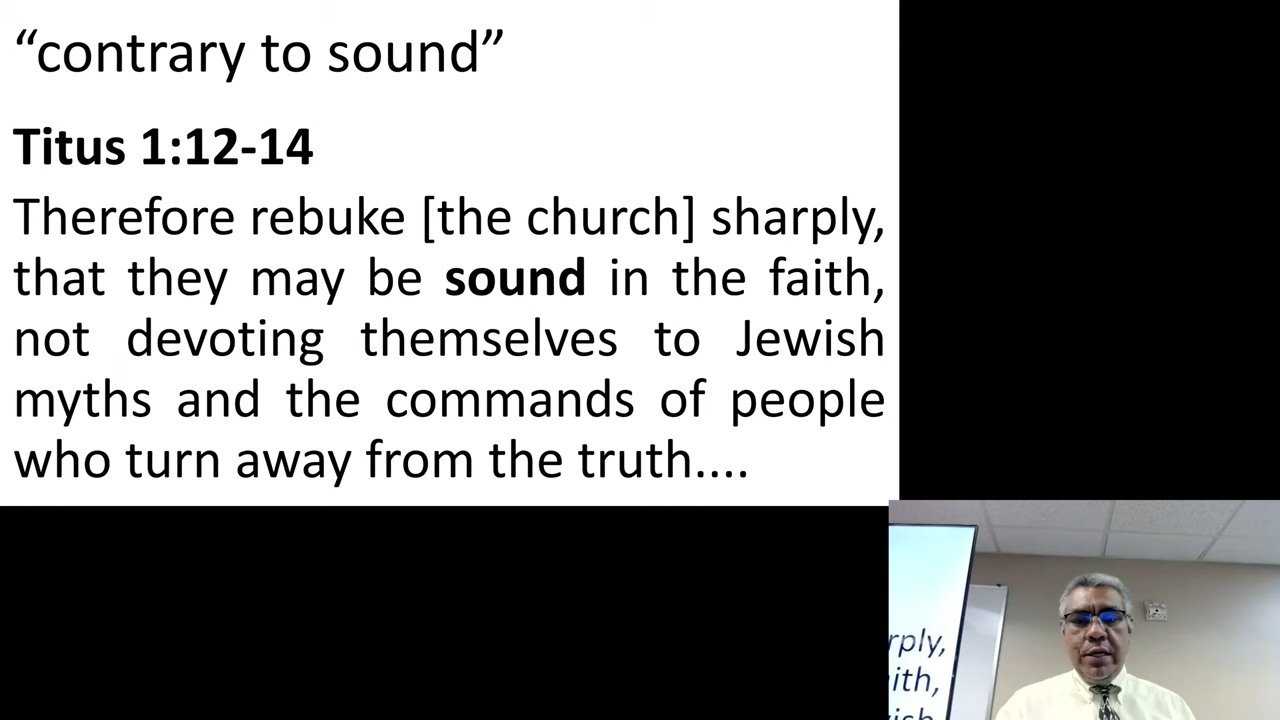 “contrary to sound”
Titus 1:12-14
Therefore rebuke [the church] sharply,
that they may be sound in the faith,
not devoting themselves to Jewish
myths and the commands of people
who turn away from the truth....
rply,
ith,
wish